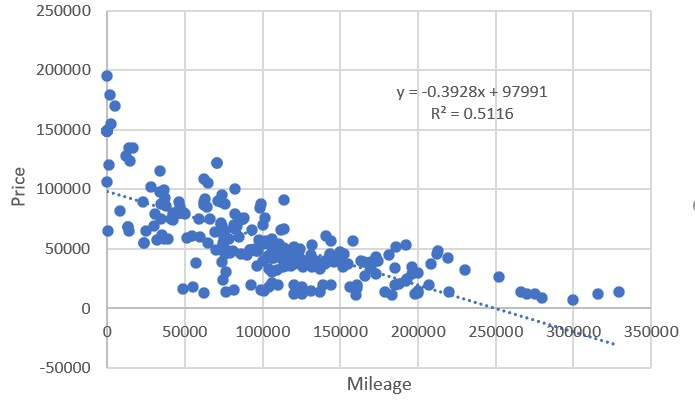 250000
200000
150000
100000
50000
0
-50000
Price
y = -0.3928x + 97991
R² = 0.5116
0 50000 100000 150000 200000 250000 300000 350000
Mileage